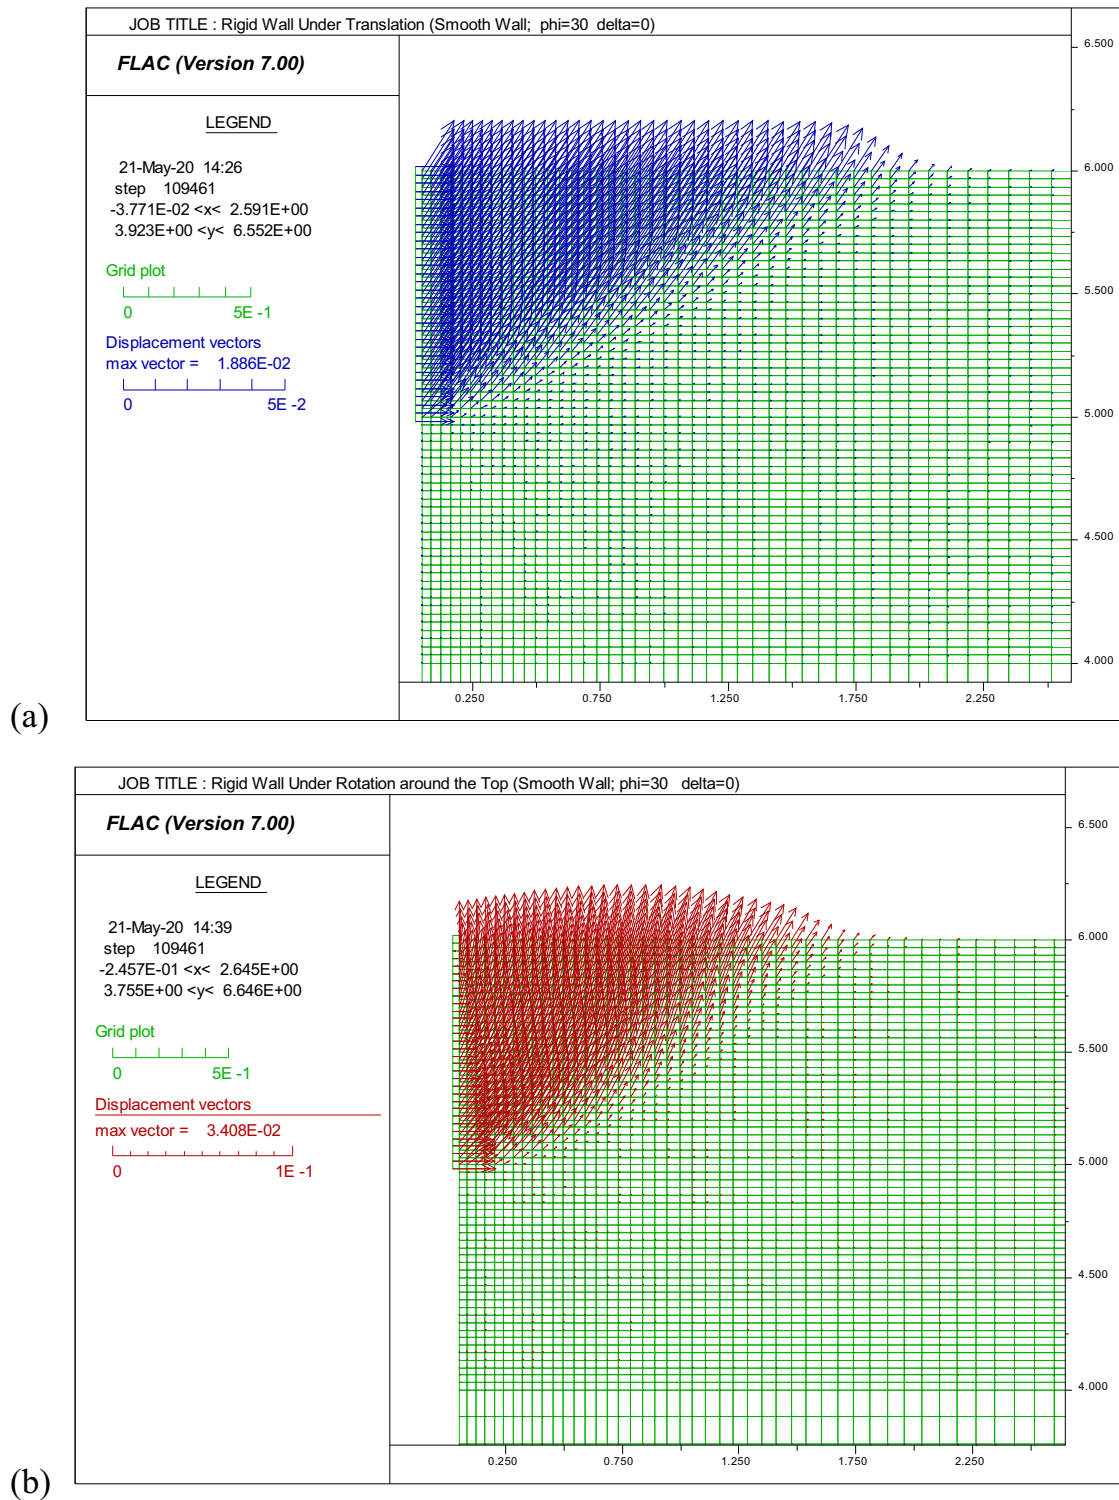 JOB TITLE : Rigid Wall Under Translation (Smooth Wall; phi=30 delta=0)
FLAC (Version 7.00)
LEGEND
21-May-20 14:26
step 109461
-3.771E-02 <x< 2.591E+00
3.923E+00 <y< 6.552E+00
Grid plot
0 5E -1
Displacement vectors
max vector = 1.886E-02
0 5E -2
6.500
6.000
5.500
5.000
4.500
4.000
0.250 0.750 1.250 1.750 2.250
(a)
JOB TITLE : Rigid Wall Under Rotation around the Top (Smooth Wall; phi=30 delta=0)
FLAC (Version 7.00)
LEGEND
21-May-20 14:39
step 109461
-2.457E-01 <x< 2.645E+00
3.755E+00 <y< 6.646E+00
Grid plot
0 5E -1
Displacement vectors
max vector = 3.408E-02
0 1E -1
6.500
6.000
5.500
5.000
4.500
4.000
0.250 0.750 1.250 1.750 2.250
(b)